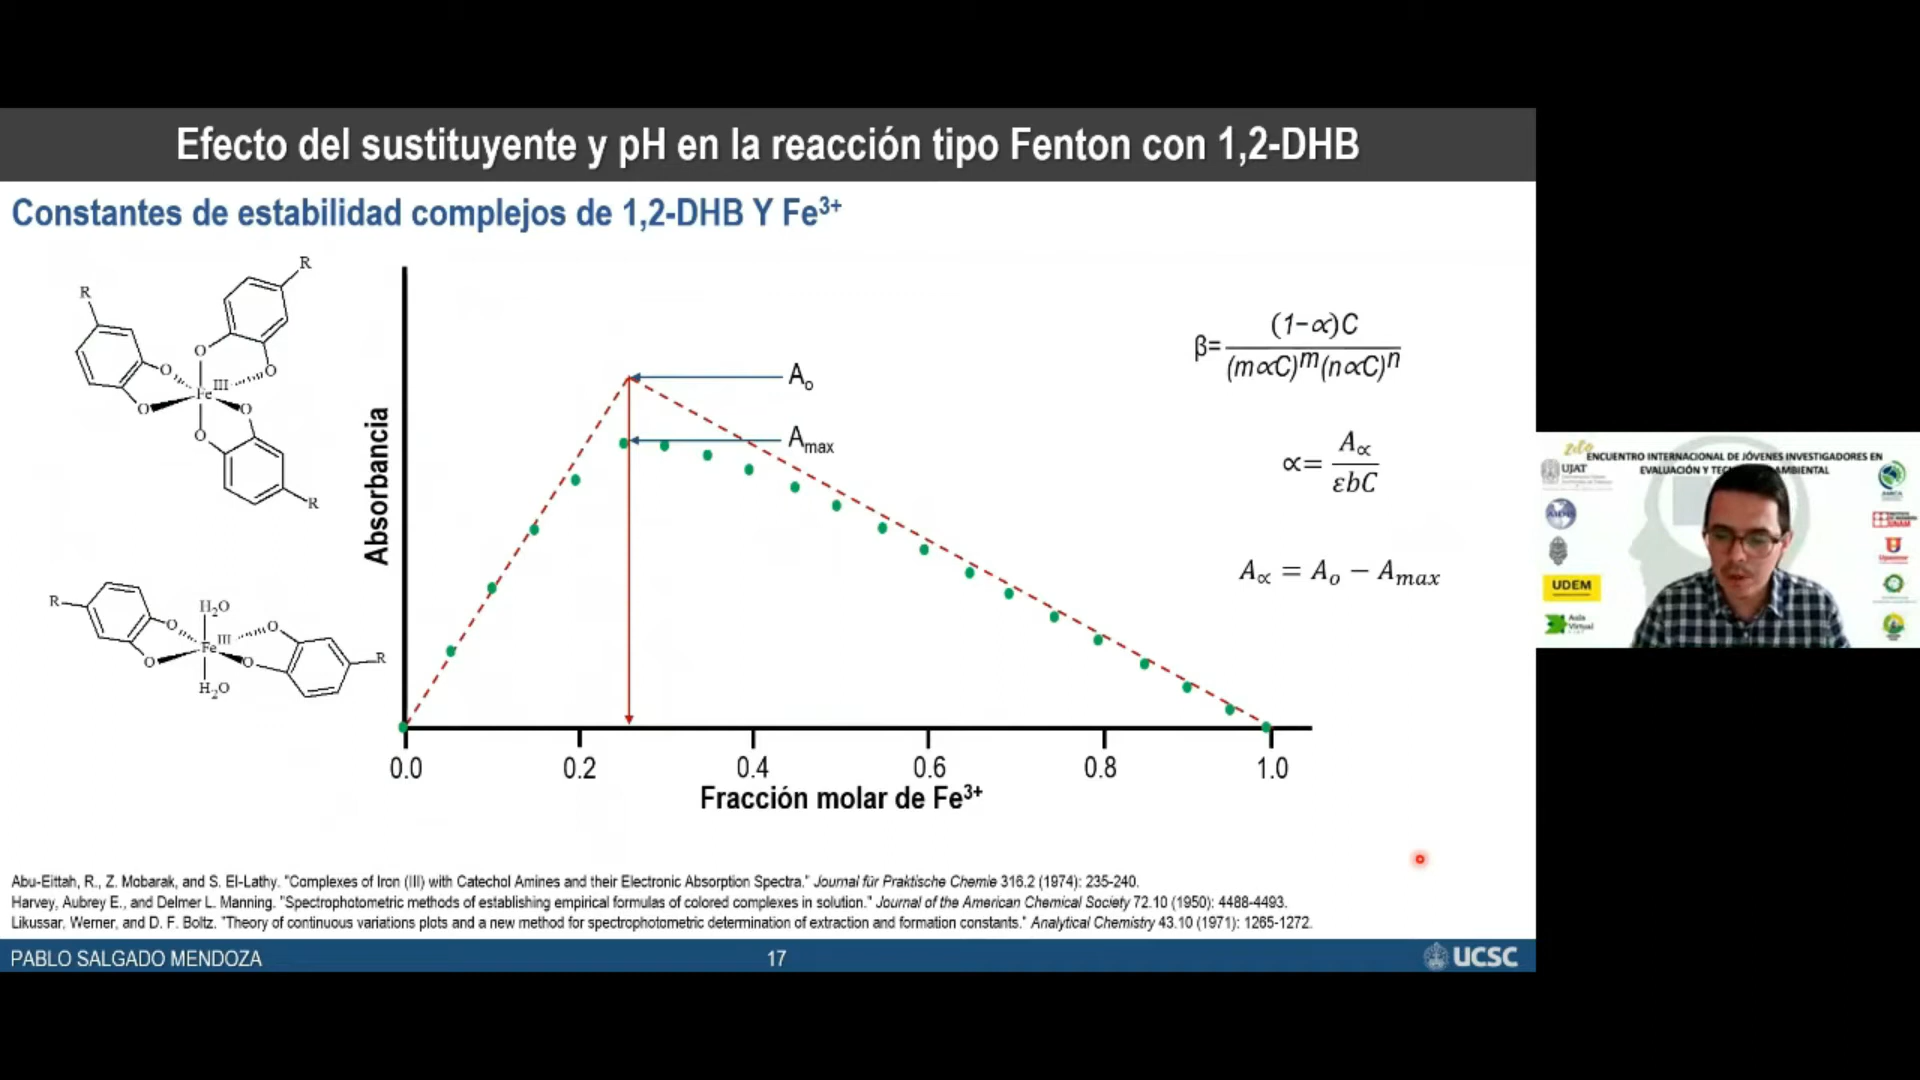 Efecto del sustituyente y pH en la reacción tipo Fenton con 1,2-DHB
Constantes de estabilidad complejos de 1,2-DHB Y Fe³⁺
R
R
O
O
O
O
O
O
Fe
III
R
R
O
O
O
O
H₂O
Fe
III
H₂O
R
Absorbancia
Aₒ
Aₘₐₓ
0.0
0.2
0.4
0.6
0.8
1.0
Fracción molar de Fe³⁺
β= (1−∝)C
(m∝C)ᵐ(n∝C)ⁿ
∝= A∝
εbC
A∝ = Aₒ − Aₘₐₓ
Abu-Eittah, R., Z. Mobarak, and S. El-Lathy. "Complexes of Iron (III) with Catechol Amines and their Electronic Absorption Spectra." Journal für Praktische Chemie 316.2 (1974): 235-240.
Harvey, Aubrey E., and Delmer L. Manning. "Spectrophotometric methods of establishing empirical formulas of colored complexes in solution." Journal of the American Chemical Society 72.10 (1950): 4488-4493.
Likussar, Werner, and D. F. Boltz. "Theory of continuous variations plots and a new method for spectrophotometric determination of extraction and formation constants." Analytical Chemistry 43.10 (1971): 1265-1272.
PABLO SALGADO MENDOZA
17
UCSC
2do
ENCUENTRO INTERNACIONAL DE JÓVENES INVESTIGADORES EN
EVALUACIÓN Y AMBIENTAL
UJAT
UDEM
Aula
Virtual
UNAM